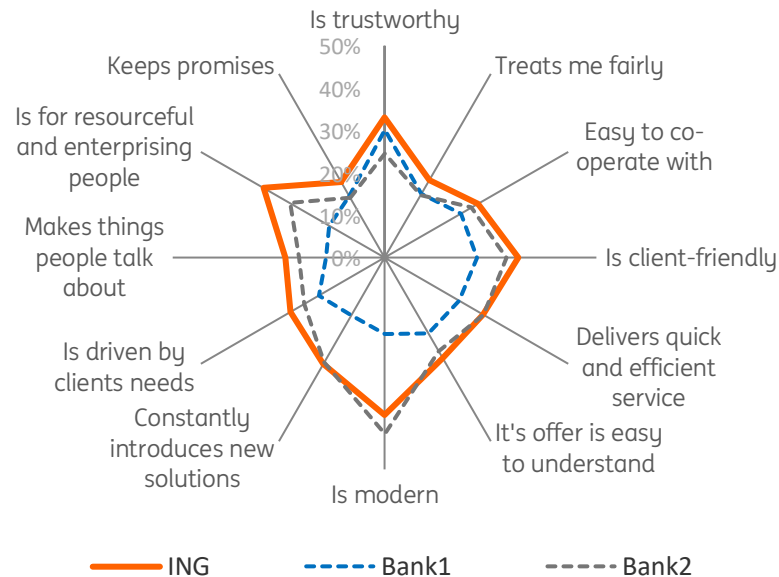 Is trustworthy
50%
40%
30%
20%
10%
0%
Treats me fairly
Easy to co-
operate with
Is client-friendly
Delivers quick
and efficient
service
It's offer is easy
to understand
Is modern
Constantly
introduces new
solutions
Is driven by
clients needs
Makes things
people talk
about
Is for resourceful
and enterprising
people
Keeps promises
ING
Bank1
Bank2